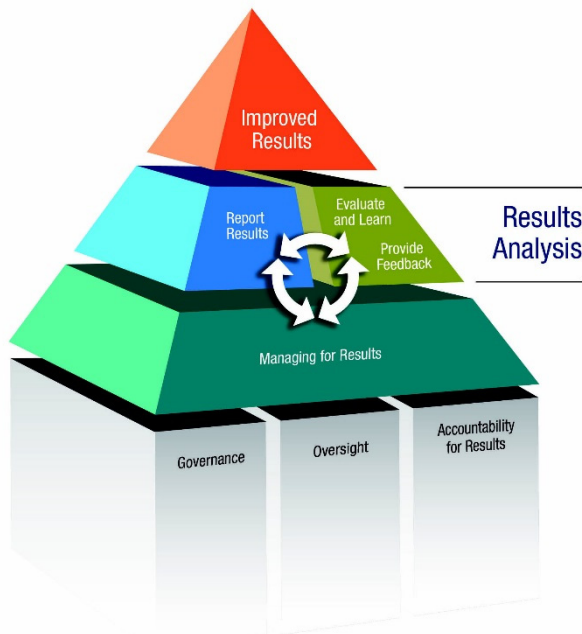 Improved
Results
Report
Results
Evaluate
and Learn
Provide
Feedback
Results
Analysis
Managing for Results
Governance
Oversight
Accountability
for Results